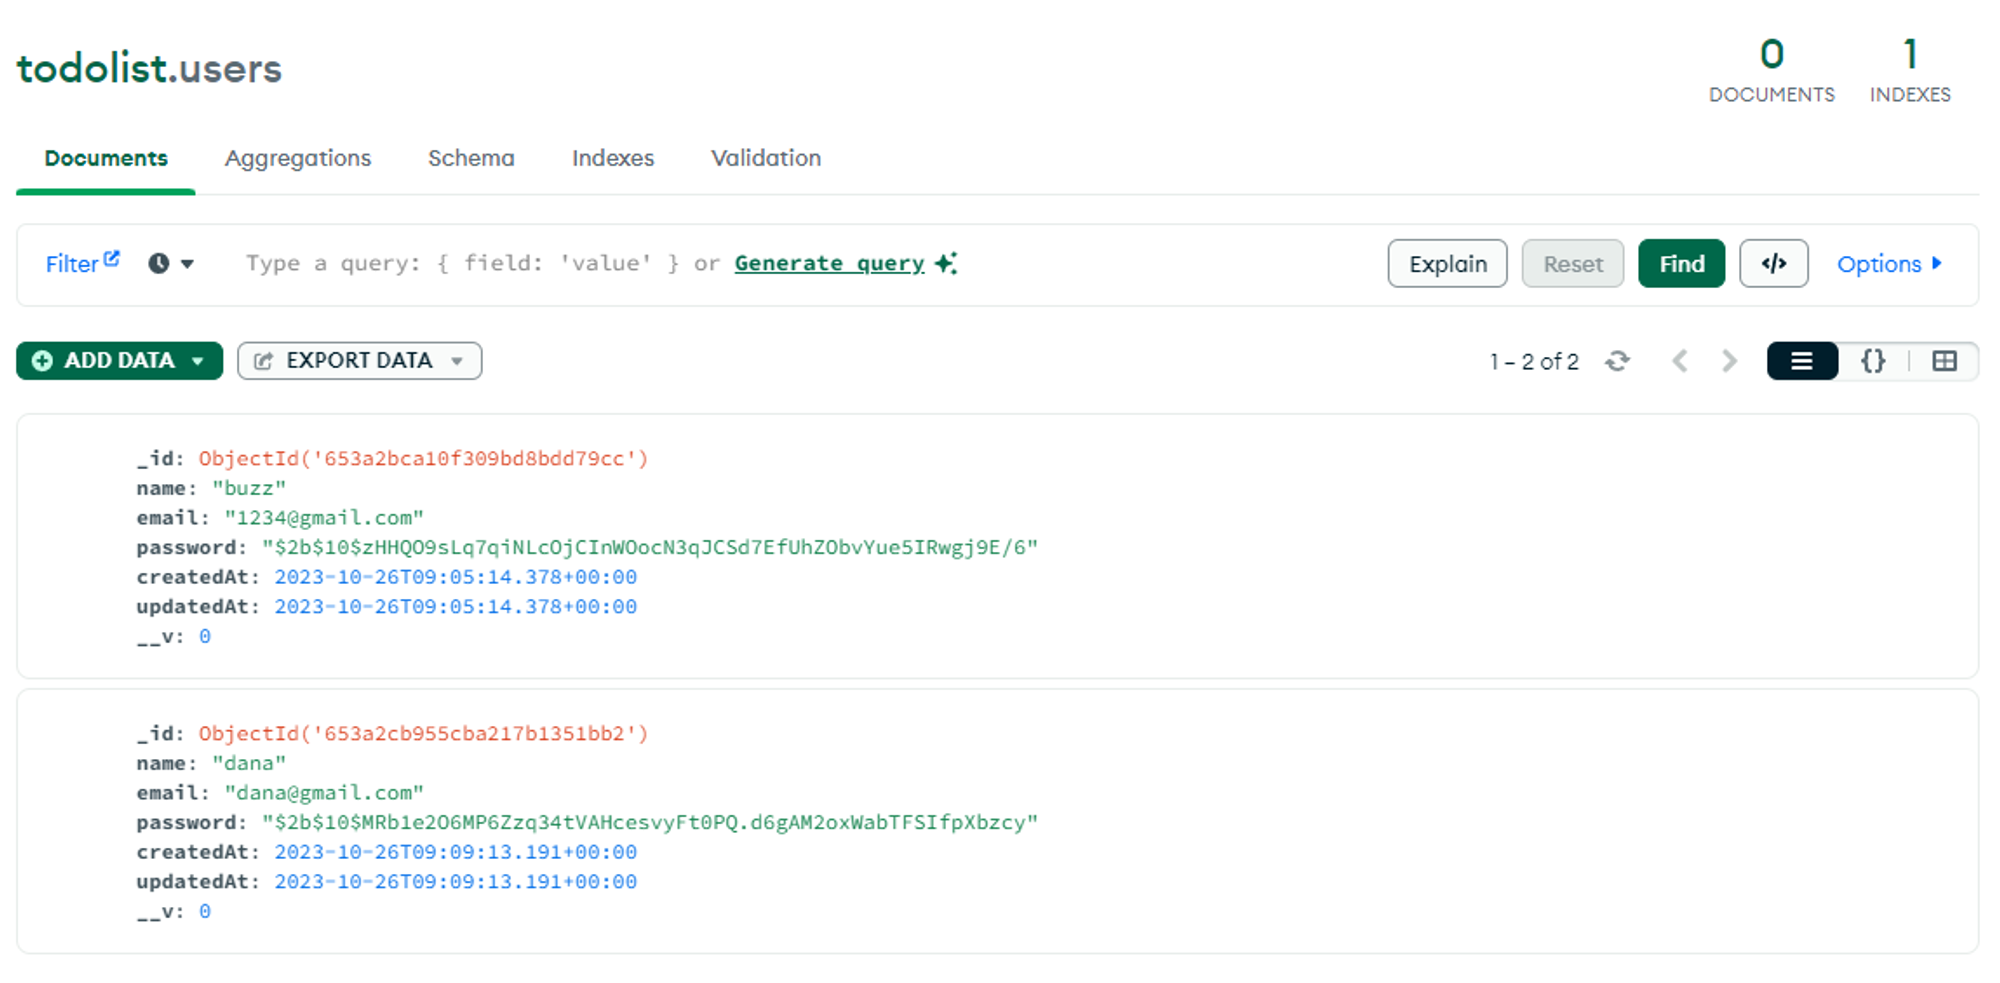 todolist.users
0 DOCUMENTS
1 INDEXES
Documents Aggregations Schema Indexes Validation
Filter Type a query: { field: 'value' } or Generate query Explain Reset Find </> Options
ADD DATA EXPORT DATA 1 – 2 of 2 {}
_id: ObjectId('653a2bca10f309bd8bdd79cc')
name: "buzz"
email: "1234@gmail.com"
password: "$2b$10$zHHQO9sLq7qiNLcOjCInWOocN3qJCSd7EfUhZObvYue5IRwgj9E/6"
createdAt: 2023-10-26T09:05:14.378+00:00
updatedAt: 2023-10-26T09:05:14.378+00:00
__v: 0
_id: ObjectId('653a2cb955cba217b1351bb2')
name: "dana"
email: "dana@gmail.com"
password: "$2b$10$MRb1e2O6MP6Zzq34tVAHcesvyFt0PQ.d6gAM2oxWabTFSIfpXbzcy"
createdAt: 2023-10-26T09:09:13.191+00:00
updatedAt: 2023-10-26T09:09:13.191+00:00
__v: 0